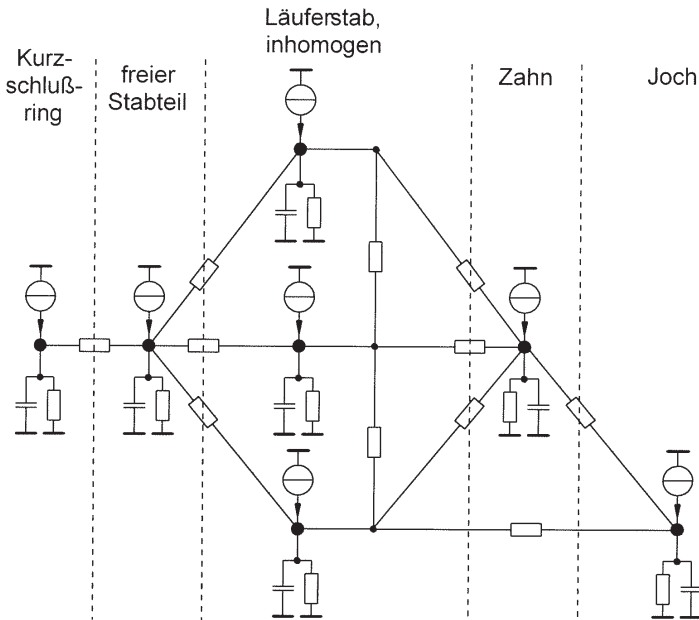 Kurz-
schluß-
ring
freier
Stabteil
Läuferstab,
inhomogen
Zahn
Joch